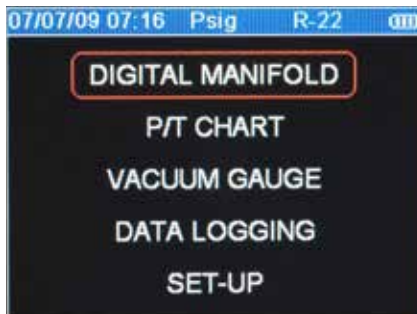 07/07/09 07:16 Psig R-22
DIGITAL MANIFOLD
P/T CHART
VACUUM GAUGE
DATA LOGGING
SET-UP